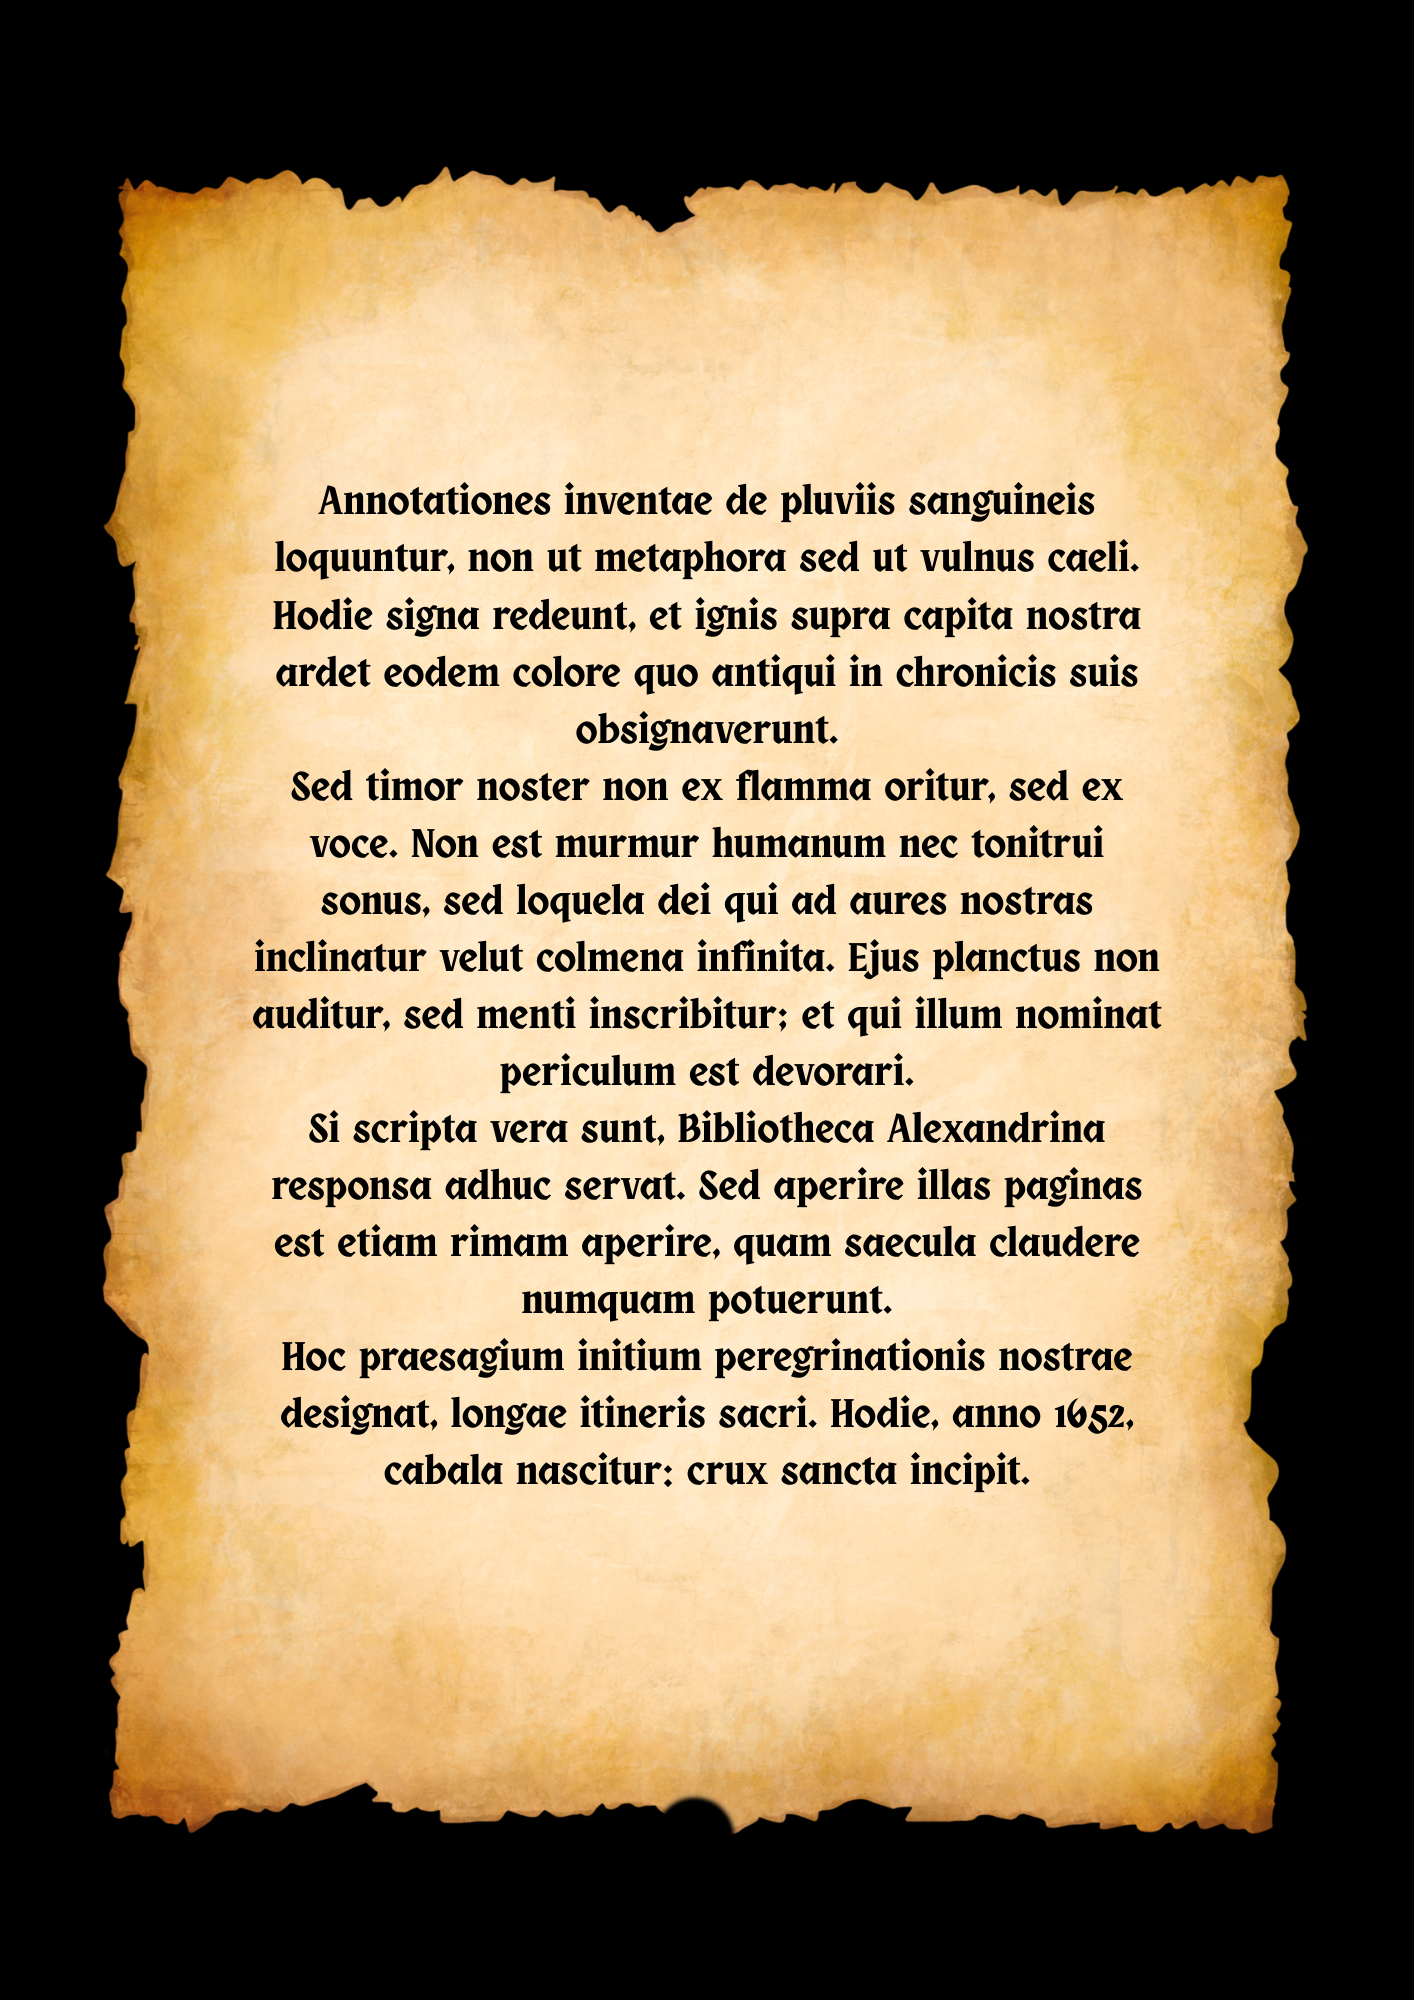 Annotationes inventae de pluviis sanguineis
loquuntur, non ut metaphora sed ut vulnus caeli.
Hodie signa redeunt, et ignis supra capita nostra
ardet eodem colore quo antiqui in chronicis suis
obsignaverunt.
Sed timor noster non ex flamma oritur, sed ex
voce. Non est murmur humanum nec tonitrui
sonus, sed loquela dei qui ad aures nostras
inclinatur velut colmena infinita. Ejus planctus non
auditur, sed menti inscribitur; et qui illum nominat
periculum est devorari.
Si scripta vera sunt, Bibliotheca Alexandrina
responsa adhuc servat. Sed aperire illas paginas
est etiam rimam aperire, quam saecula claudere
numquam potuerunt.
Hoc praesagium initium peregrinationis nostrae
designat, longae itineris sacri. Hodie, anno 1652,
cabala nascitur: crux sancta incipit.